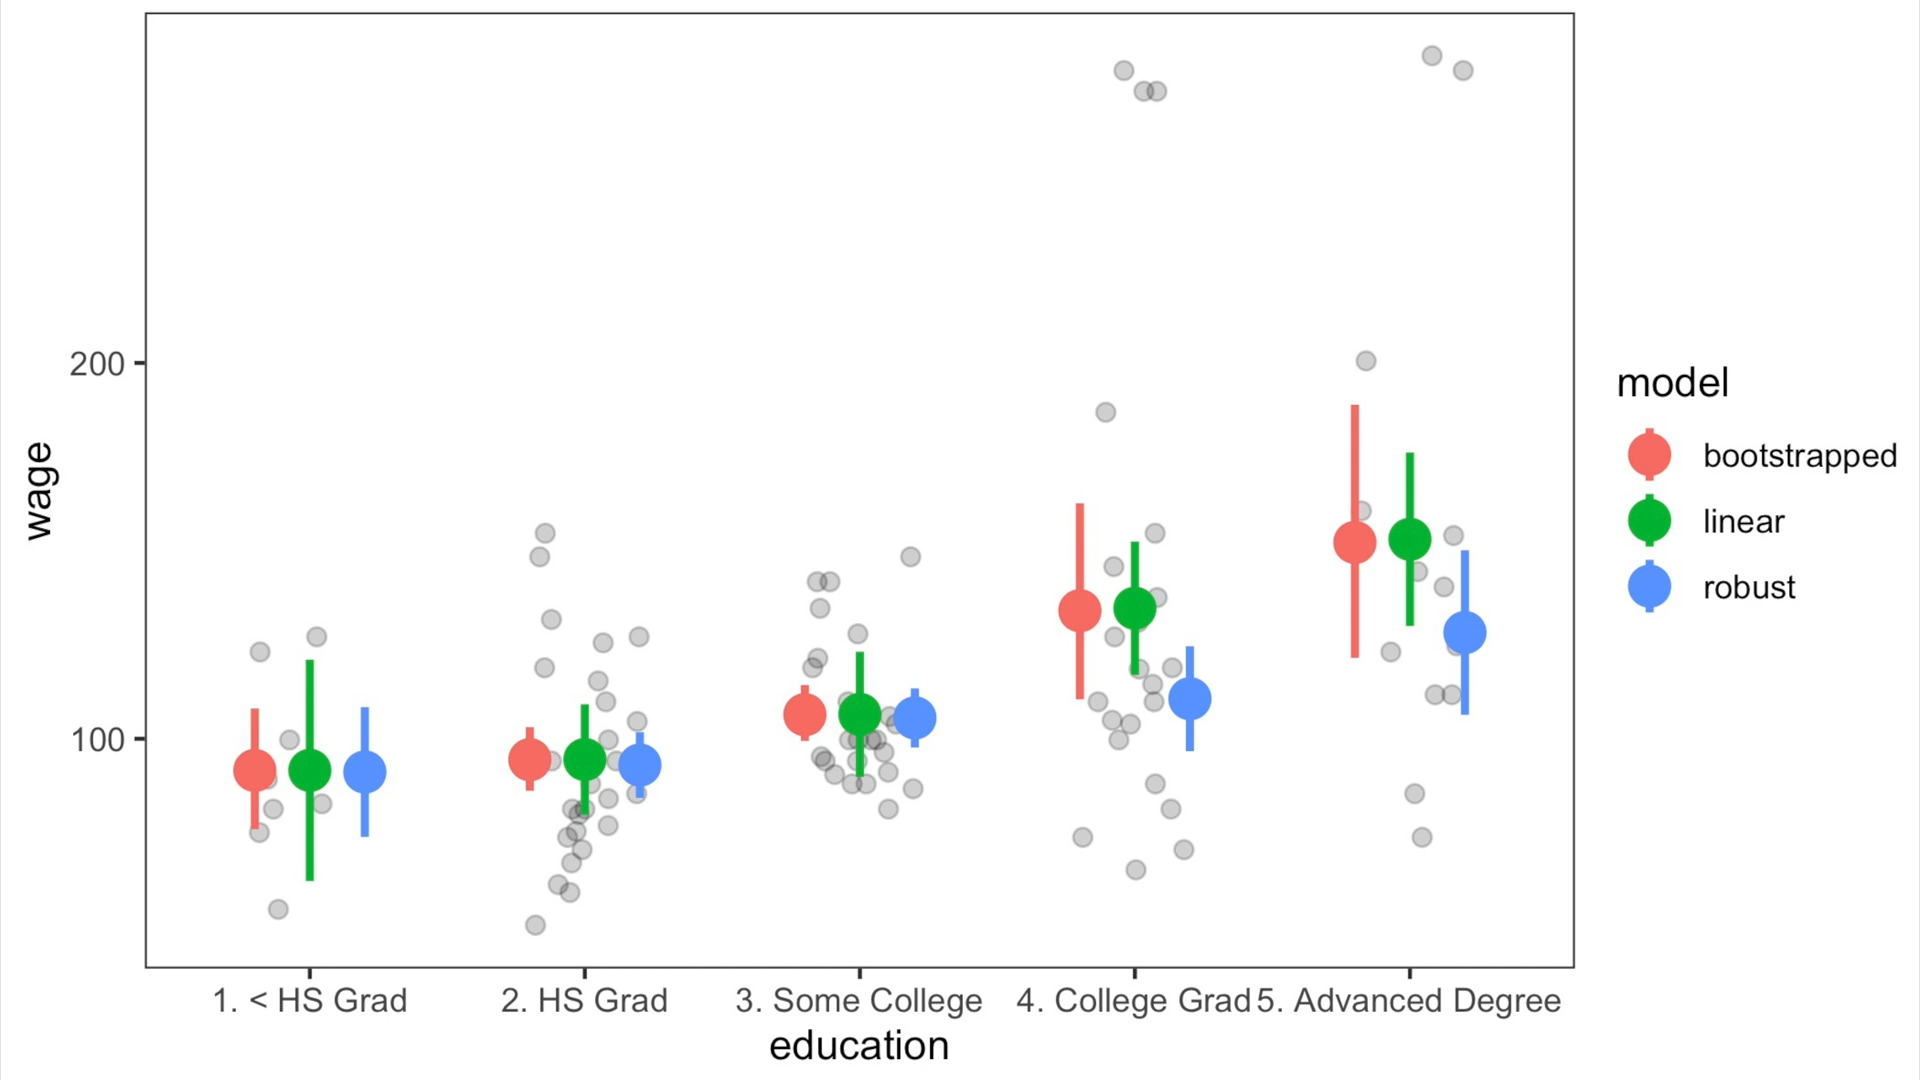 wage
200
100
1. < HS Grad
2. HS Grad
3. Some College
4. College Grad
5. Advanced Degree
education
model
bootstrapped
linear
robust